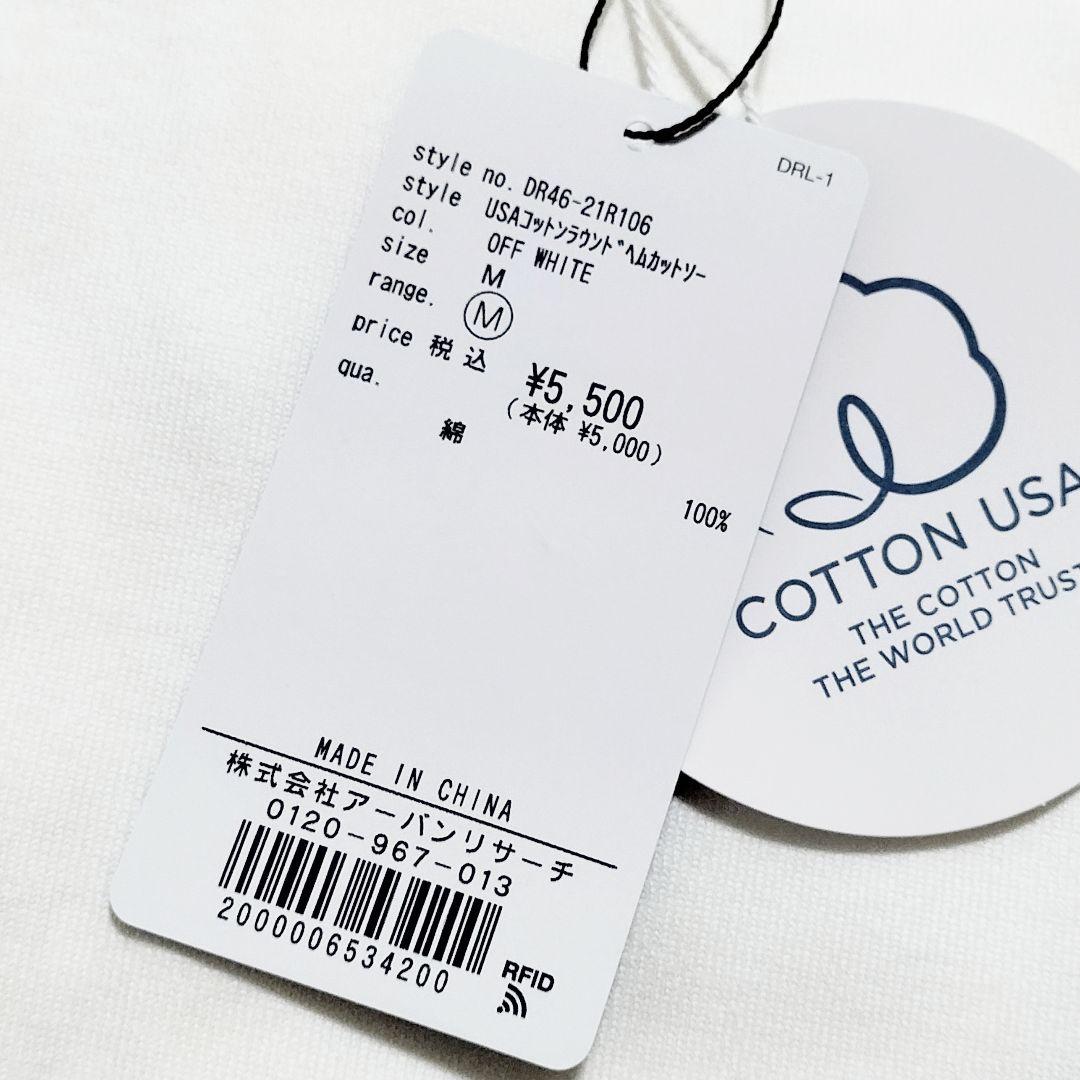 DRL-1
style no. DR46-21R106
style USAコットンラウンドヘムカットソー
col. OFF WHITE
size M
range. M
price 税込 ¥5,500
(本体 ¥5,000)
qua.
綿 100%
MADE IN CHINA
株式会社アーバンリサーチ
0120-967-013
2000006534200
RFID
COTTON USA
THE COTTON
THE WORLD TRUST